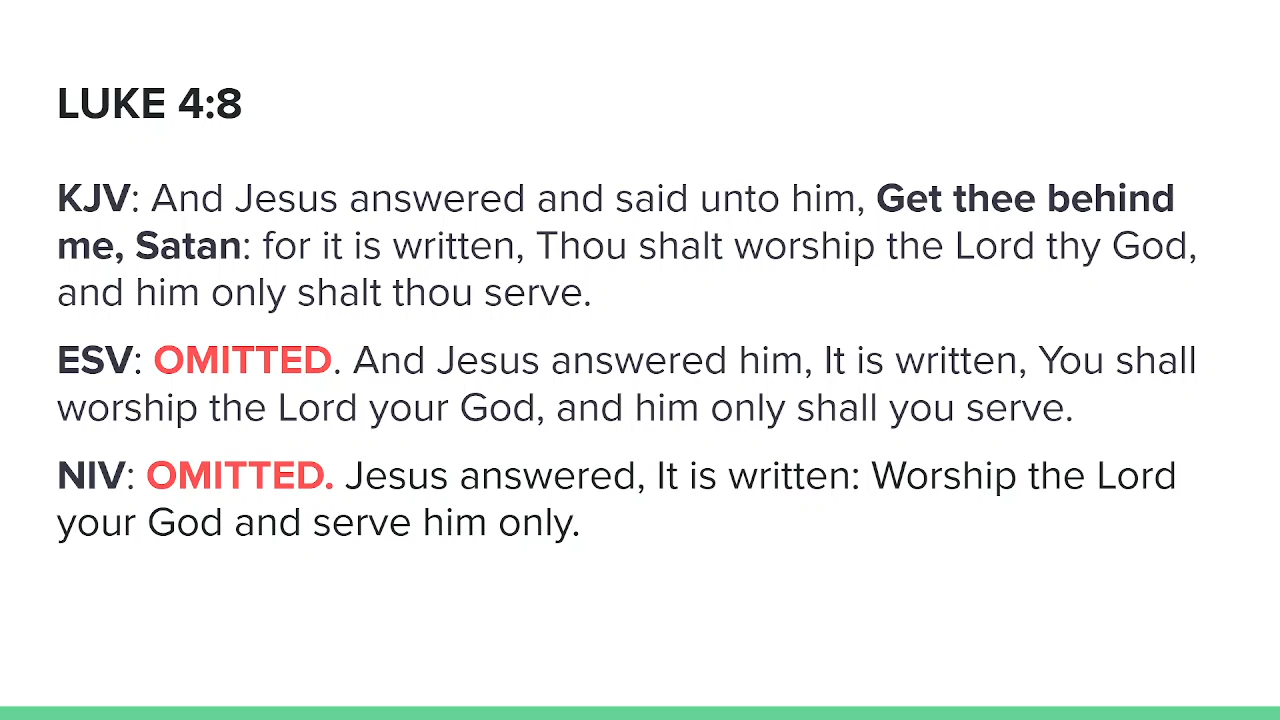 LUKE 4:8
KJV: And Jesus answered and said unto him, Get thee behind
me, Satan: for it is written, Thou shalt worship the Lord thy God,
and him only shalt thou serve.
ESV: OMITTED. And Jesus answered him, It is written, You shall
worship the Lord your God, and him only shall you serve.
NIV: OMITTED. Jesus answered, It is written: Worship the Lord
your God and serve him only.